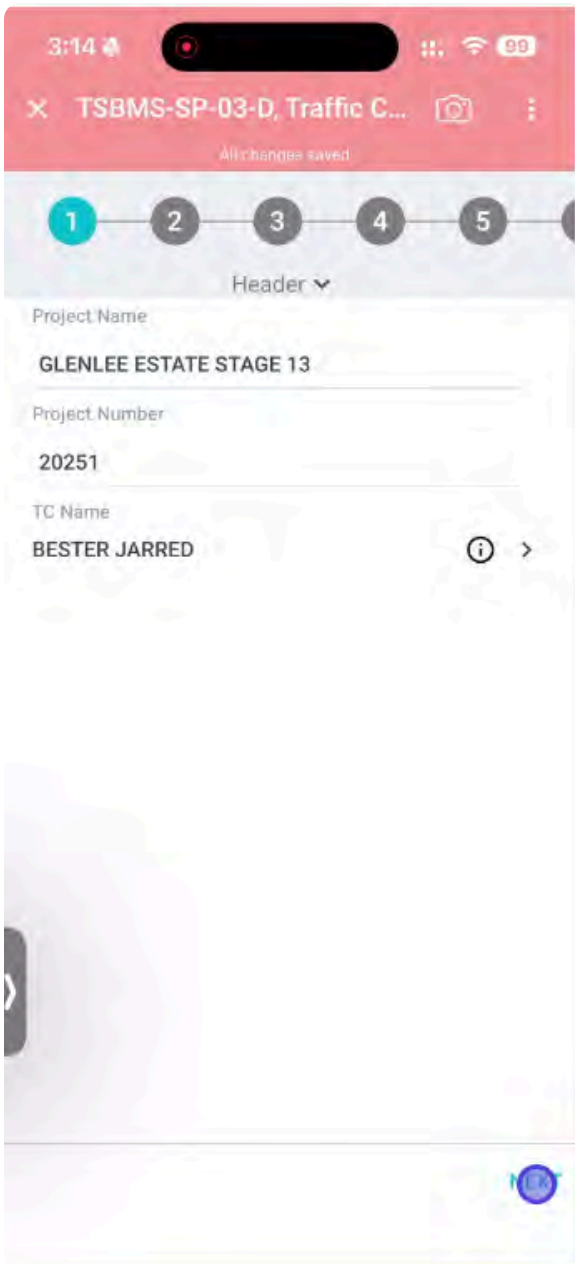 3:14
99
TSBMS-SP-03-D, Traffic C...
All changes saved
1 2 3 4 5
Header
Project Name
GLENLEE ESTATE STAGE 13
Project Number
20251
TC Name
BESTER JARRED
NEXT